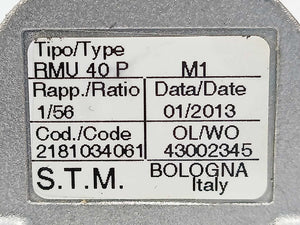 Tipo/Type
RMU 40 P M1
Rapp./Ratio Data/Date
1/56 01/2013
Cod./Code OL/WO
2181034061 43002345
S.T.M. BOLOGNA
Italy